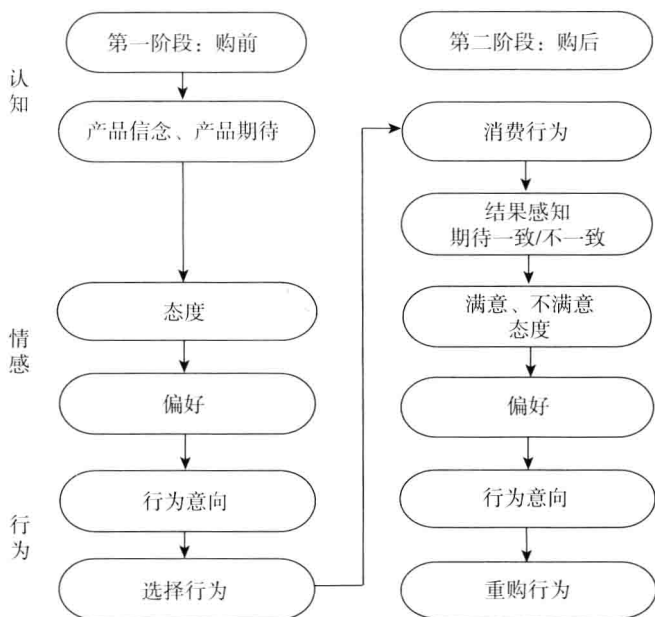 第一阶段：购前
第二阶段：购后
认知
产品信念、产品期待
消费行为
结果感知
期待一致/不一致
情感
态度
满意、不满意
态度
偏好
偏好
行为
行为意向
行为意向
选择行为
重购行为